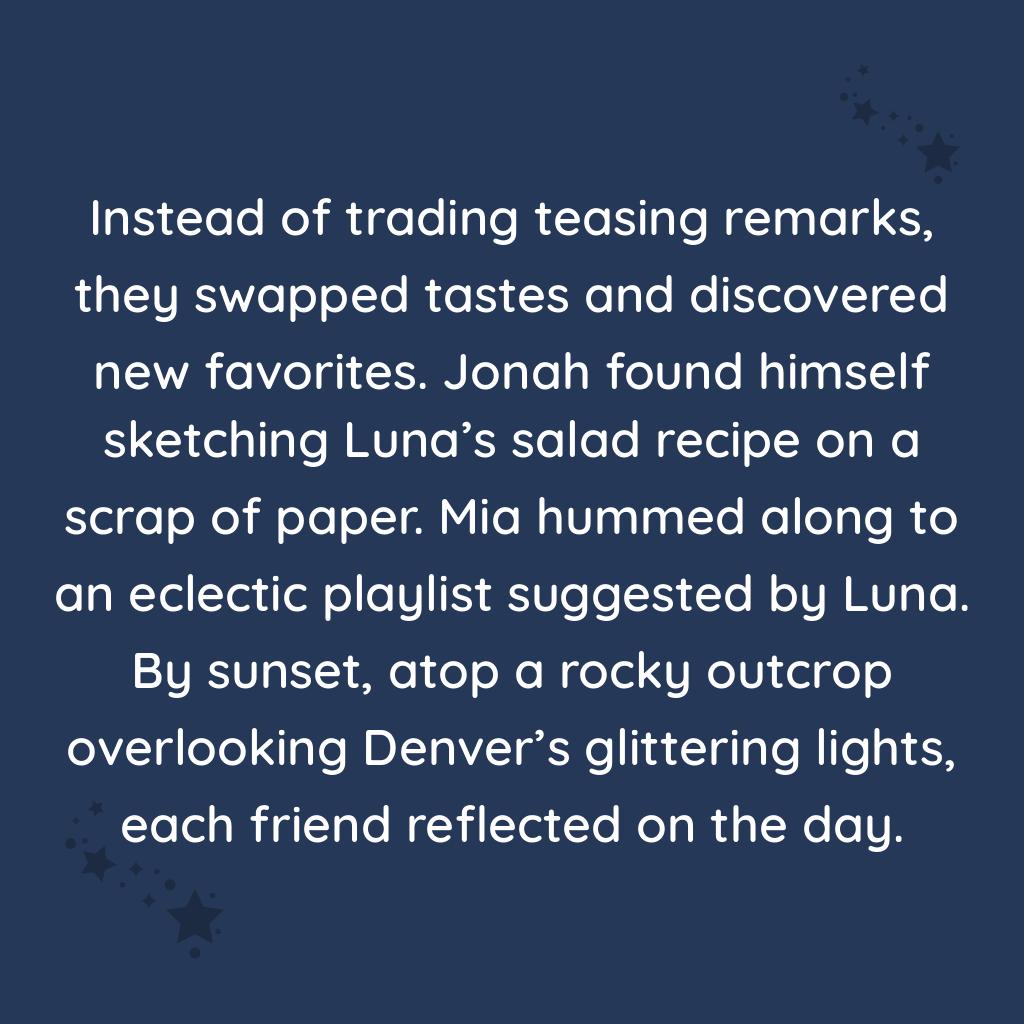 Instead of trading teasing remarks,
they swapped tastes and discovered
new favorites. Jonah found himself
sketching Luna’s salad recipe on a
scrap of paper. Mia hummed along to
an eclectic playlist suggested by Luna.
By sunset, atop a rocky outcrop
overlooking Denver’s glittering lights,
each friend reflected on the day.